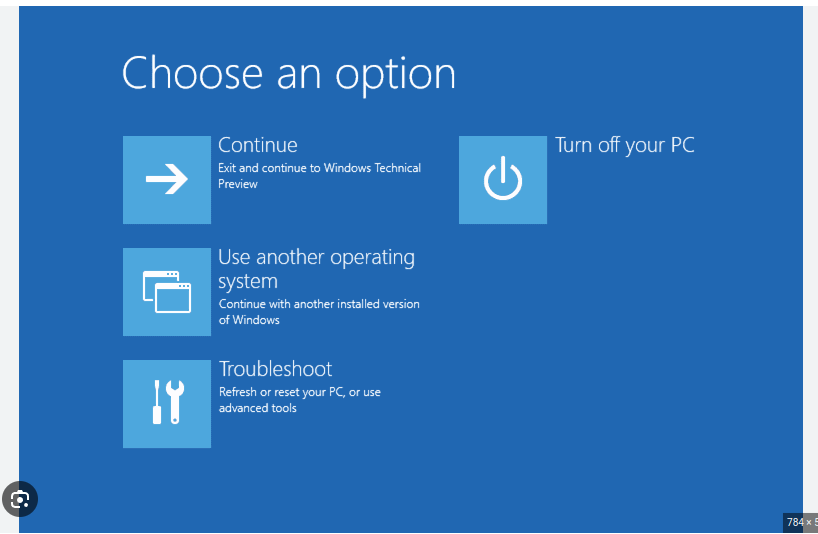 Choose an option
Continue
Exit and continue to Windows Technical
Preview
Turn off your PC
Use another operating
system
Continue with another installed version
of Windows
Troubleshoot
Refresh or reset your PC, or use
advanced tools
784 ×